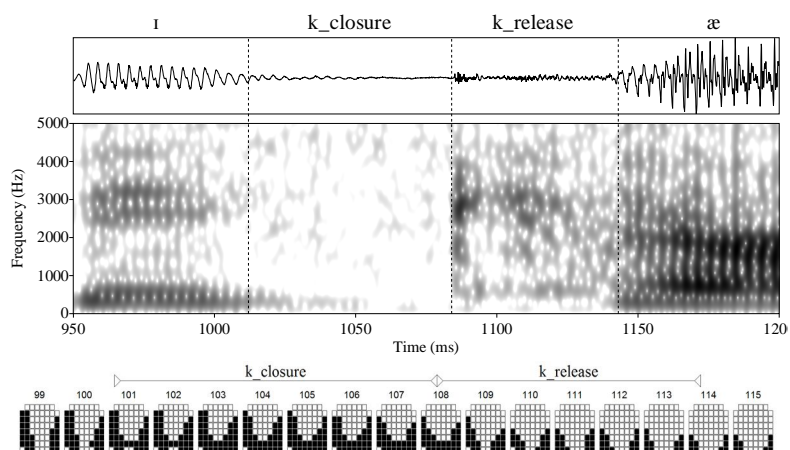 ɪ k_closure k_release æ
5000
4000
3000
2000
1000
0
Frequency (Hz)
950 1000 1050 1100 1150 120
Time (ms)
k_closure k_release
99 100 101 102 103 104 105 106 107 108 109 110 111 112 113 114 115